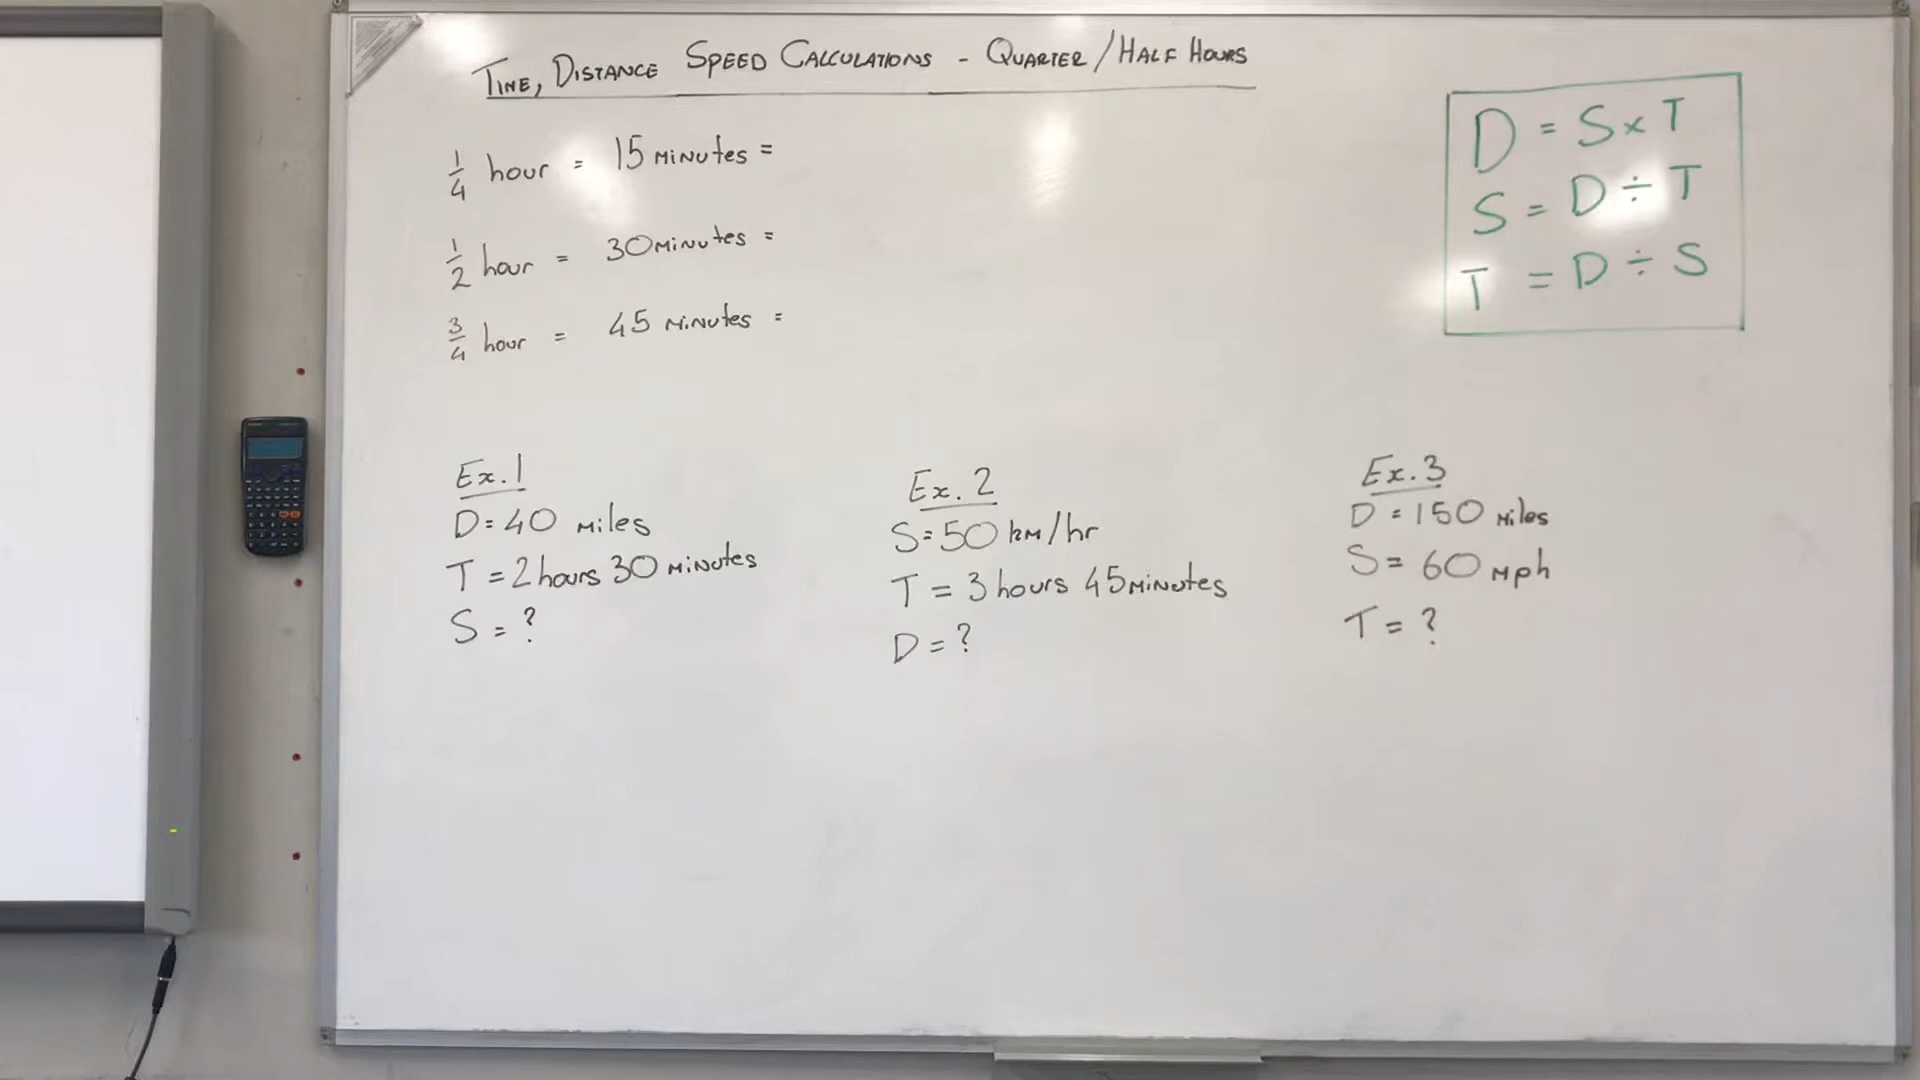 TIME, DISTANCE SPEED CALCULATIONS - QUARTER/HALF HOURS
1/4 hour = 15 minutes =
1/2 hour = 30 minutes =
3/4 hour = 45 minutes =
D = S x T
S = D ÷ T
T = D ÷ S
Ex. 1
D = 40 miles
T = 2 hours 30 minutes
S = ?
Ex. 2
S = 50 km/hr
T = 3 hours 45 minutes
D = ?
Ex. 3
D = 150 miles
S = 60 mph
T = ?